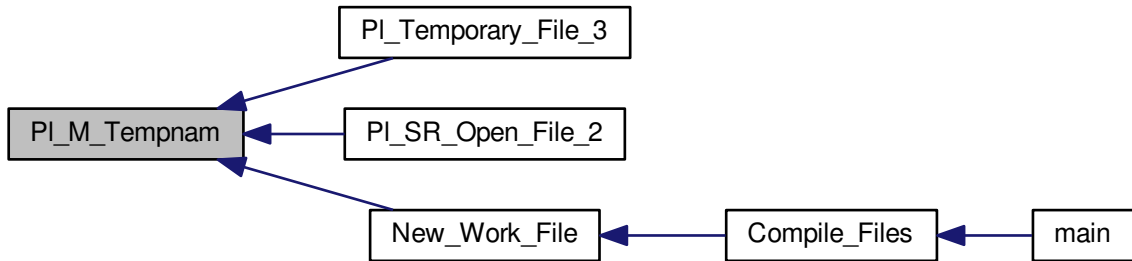 Pl_Temporary_File_3
Pl_M_Tempnam
Pl_SR_Open_File_2
New_Work_File
Compile_Files
main